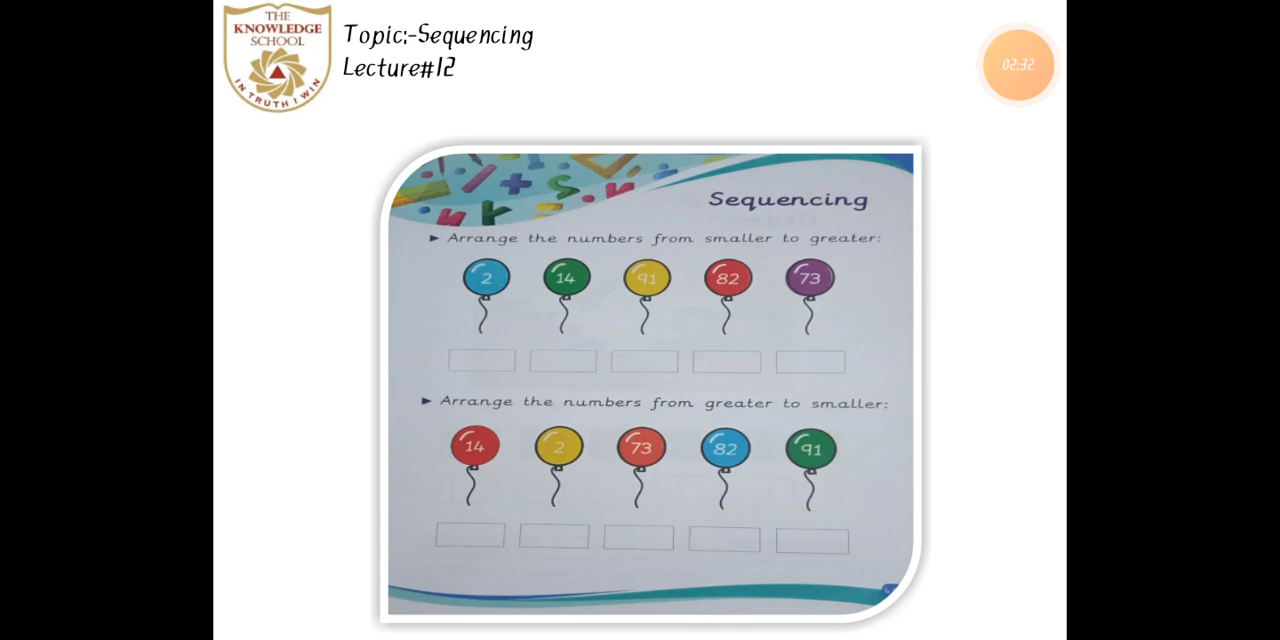 THE
KNOWLEDGE
SCHOOL
IN TRUTH I WIN
Topic:-Sequencing
Lecture#12
02:32
Sequencing
► Arrange the numbers from smaller to greater:
2 14 91 82 73
► Arrange the numbers from greater to smaller:
14 2 73 82 91